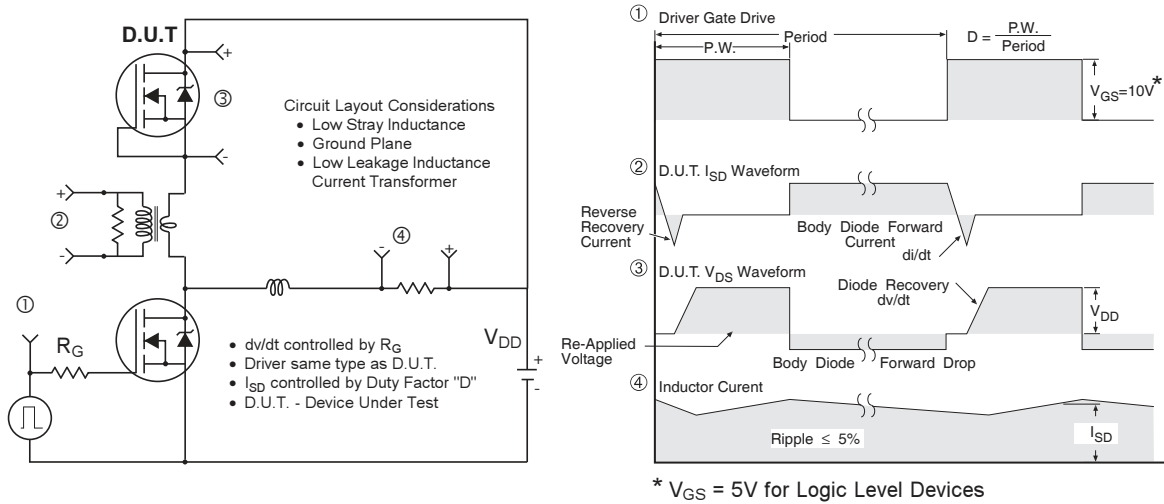 D.U.T
+
③
-
Circuit Layout Considerations
• Low Stray Inductance
• Ground Plane
• Low Leakage Inductance
Current Transformer
+
②
-
④
-
+
①
R_G
• dv/dt controlled by R_G
• Driver same type as D.U.T.
• I_SD controlled by Duty Factor "D"
• D.U.T. - Device Under Test
V_DD
+
-
① Driver Gate Drive
P.W.
Period
D = P.W. / Period
V_GS=10V *
② D.U.T. I_SD Waveform
Reverse
Recovery
Current
Body Diode Forward
Current
di/dt
③ D.U.T. V_DS Waveform
Diode Recovery
dv/dt
V_DD
Re-Applied
Voltage
Body Diode Forward Drop
④ Inductor Curent
Ripple ≤ 5%
I_SD
* V_GS = 5V for Logic Level Devices